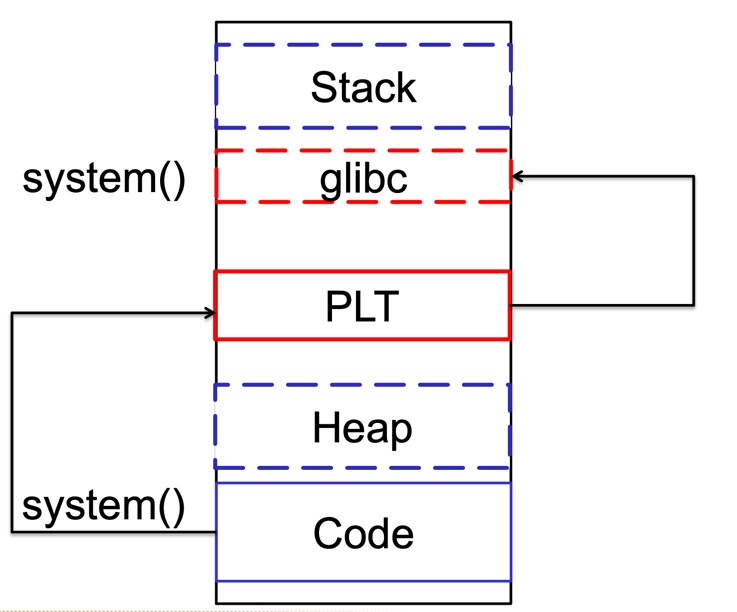 Stack
system()
glibc
PLT
Heap
system()
Code